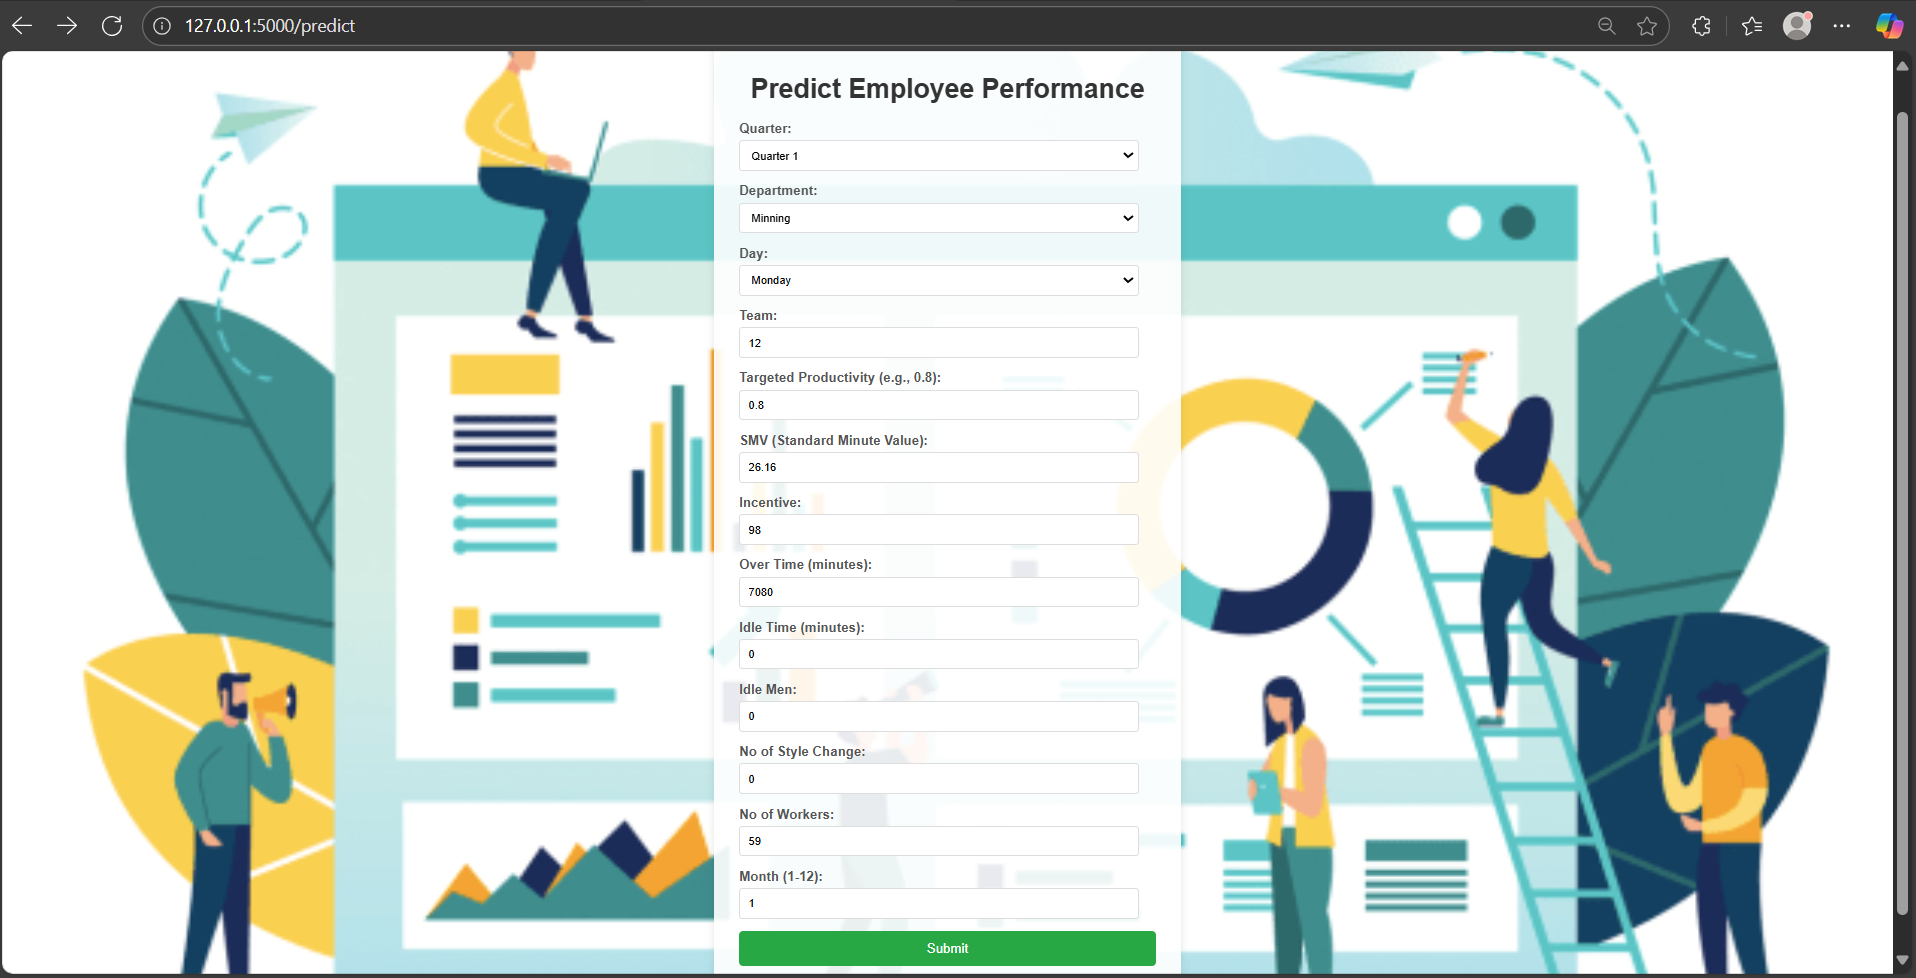 127.0.0.1:5000/predict
Predict Employee Performance
Quarter:
Quarter 1
Department:
Minning
Day:
Monday
Team:
12
Targeted Productivity (e.g., 0.8):
0.8
SMV (Standard Minute Value):
26.16
Incentive:
98
Over Time (minutes):
7080
Idle Time (minutes):
0
Idle Men:
0
No of Style Change:
0
No of Workers:
59
Month (1-12):
1
Submit